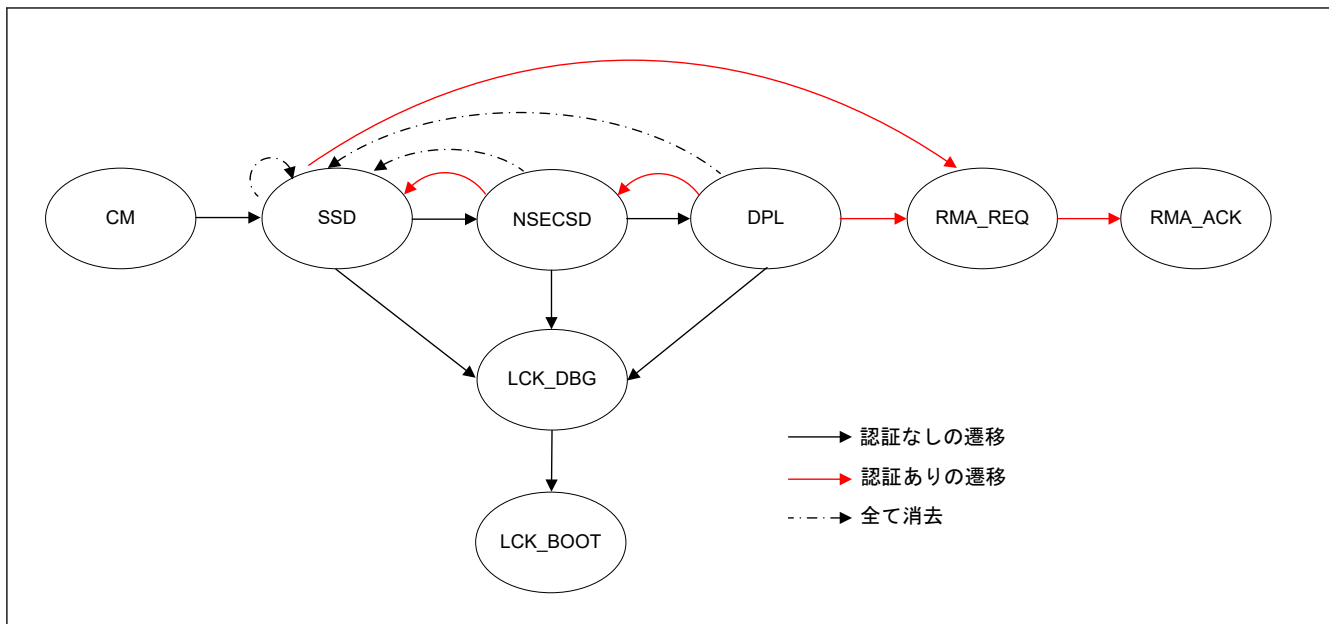 CM
SSD
NSECSD
DPL
RMA_REQ
RMA_ACK
LCK_DBG
LCK_BOOT
認証なしの遷移
認証ありの遷移
全て消去